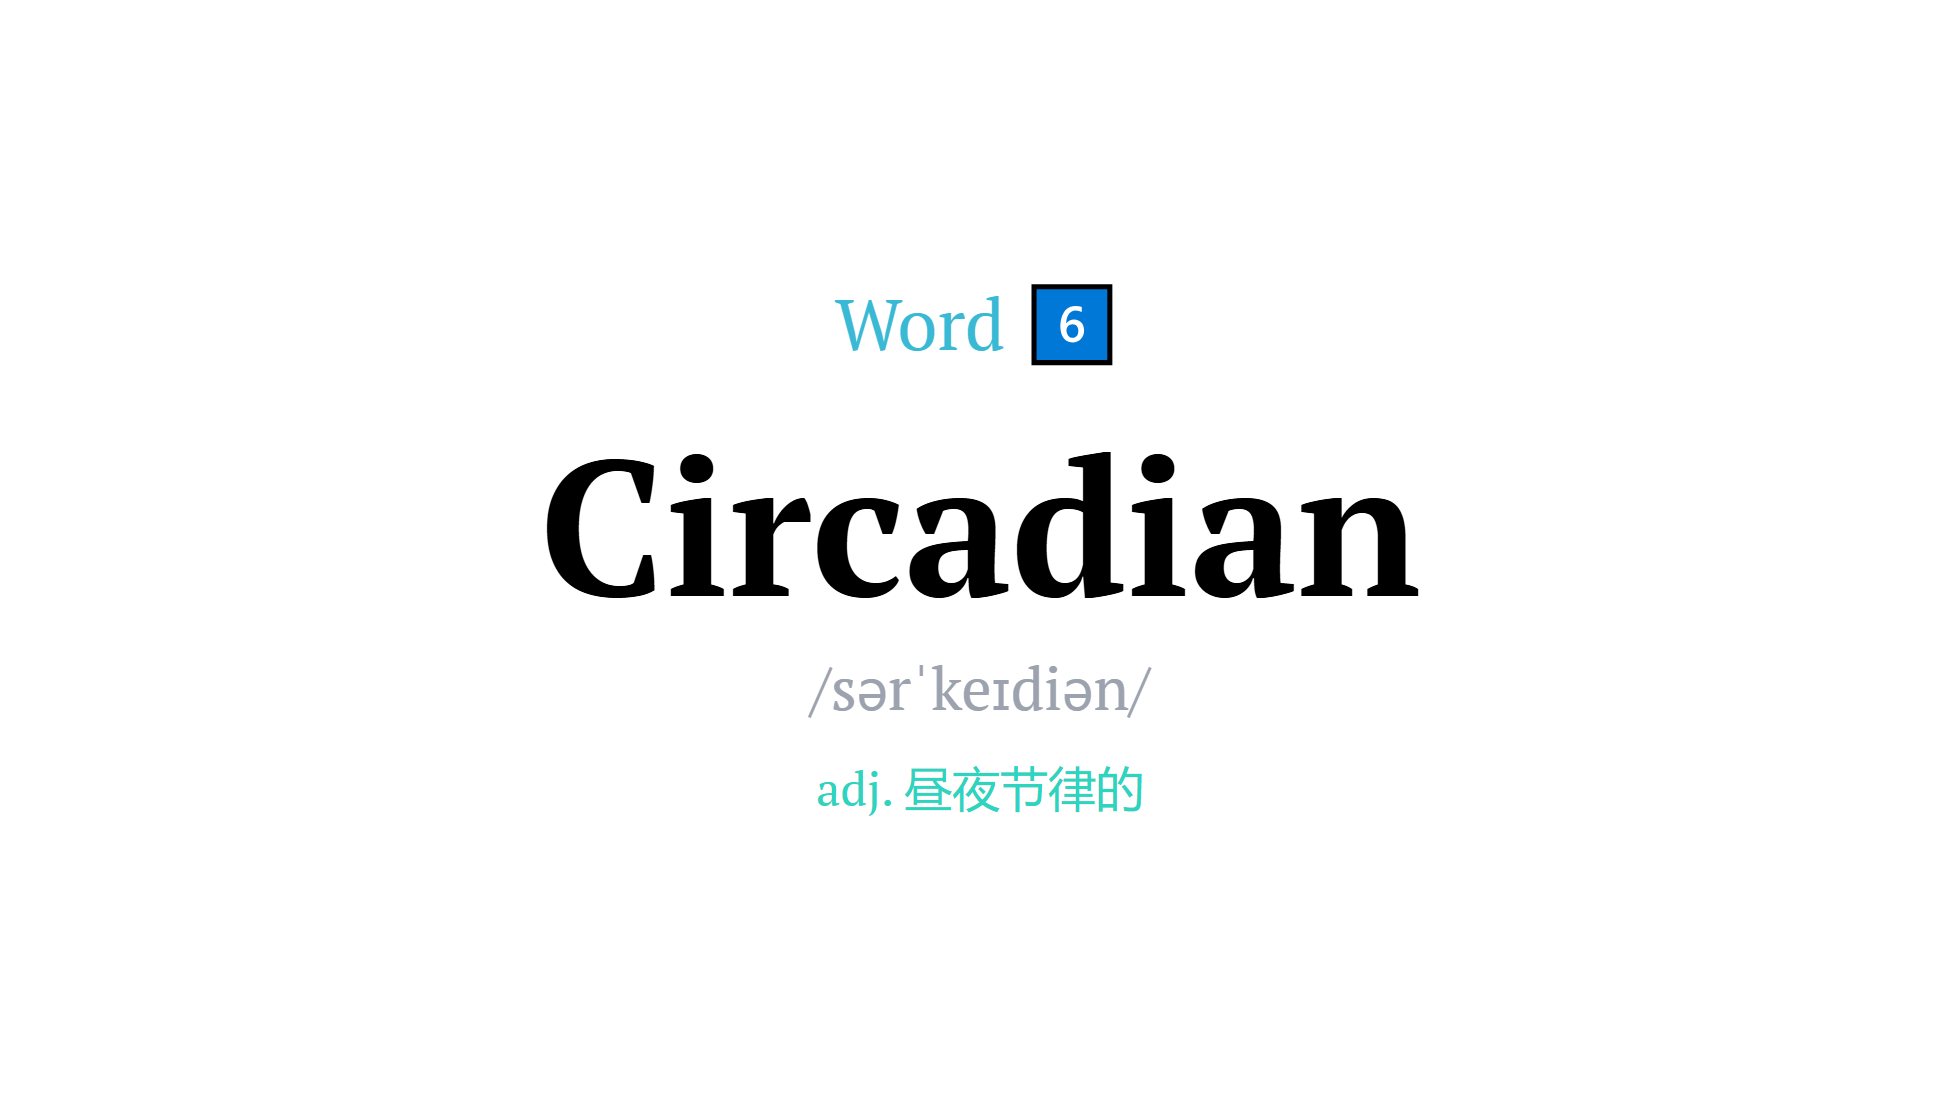 Word 6
Circadian
/sərˈkeɪdiən/
adj. 昼夜节律的